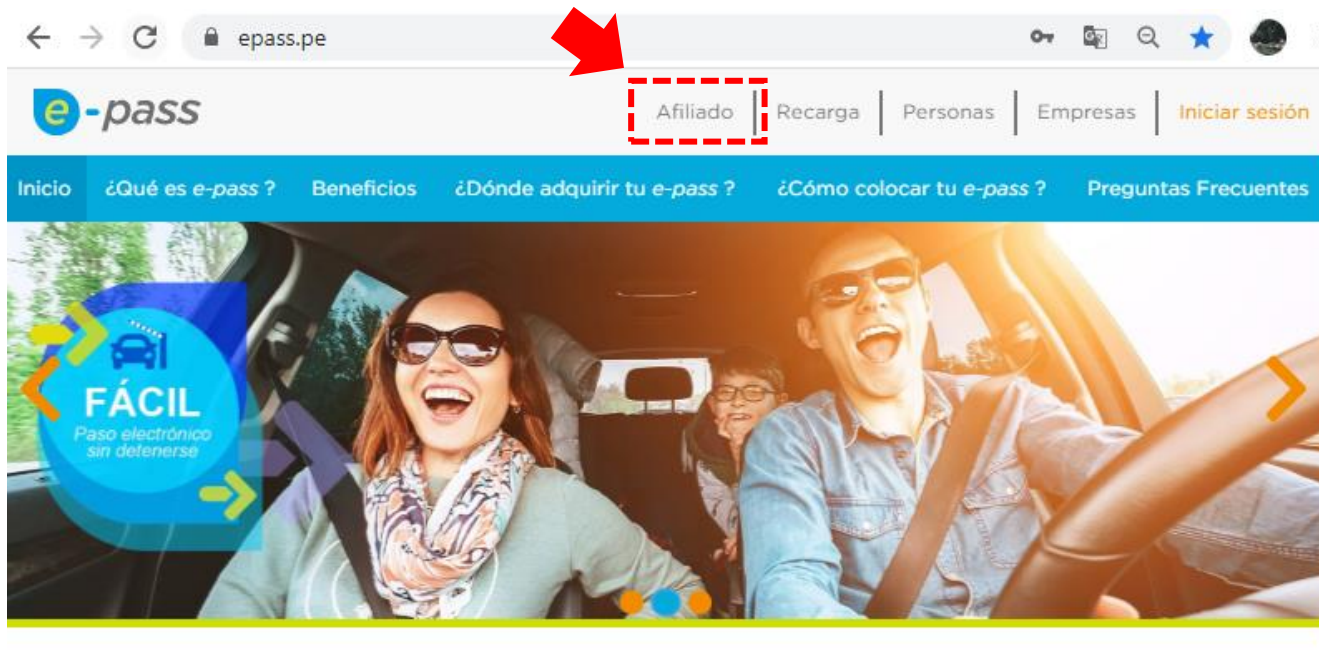 epass.pe
e-pass
Afiliado Recarga Personas Empresas Iniciar sesión
Inicio ¿Qué es e-pass ? Beneficios ¿Dónde adquirir tu e-pass ? ¿Cómo colocar tu e-pass ? Preguntas Frecuentes
FÁCIL
Paso electrónico
sin detenerse